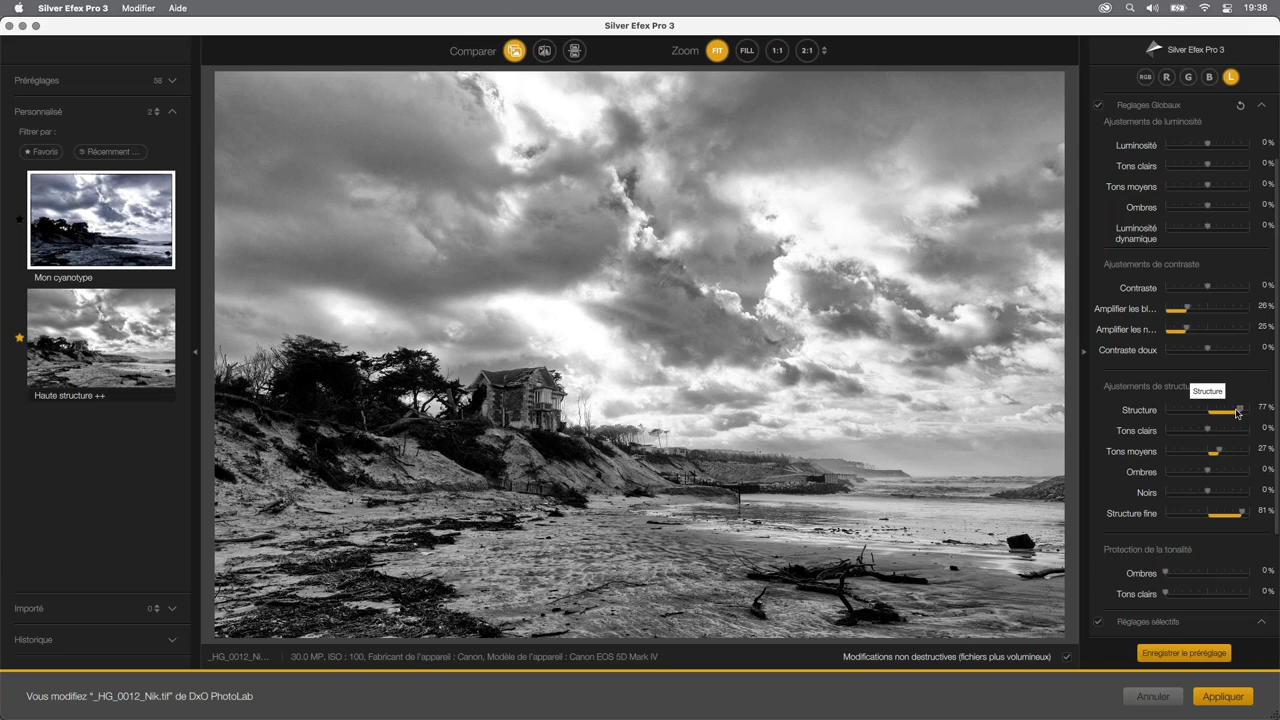 Silver Efex Pro 3 Modifier Aide 19:38
Silver Efex Pro 3
Comparer Zoom FIT FILL 1:1 2:1
Silver Efex Pro 3
RGB R G B L
Préréglages 58
Personnalisé 2
Filtrer par :
Favoris Récemment ...
Mon cyanotype
Haute structure ++
Importé 0
Historique
Reglages Globaux
Ajustements de luminosité
Luminosité 0 %
Tons clairs 0 %
Tons moyens 0 %
Ombres 0 %
Luminosité 0 %
dynamique
Ajustements de contraste
Contraste 0 %
Amplifier les bl... 26 %
Amplifier les n... 25 %
Contraste doux 0 %
Ajustements de structu
Structure
Structure 77 %
Tons clairs 0 %
Tons moyens 27 %
Ombres 0 %
Noirs 0 %
Structure fine 81 %
Protection de la tonalité
Ombres 0 %
Tons clairs 0 %
Réglages sélectifs
Enregistrer le préréglage
_HG_0012_Ni... 30.0 MP, ISO : 100, Fabricant de l'appareil : Canon, Modèle de l'appareil : Canon EOS 5D Mark IV Modifications non destructives (fichiers plus volumineux)
Vous modifiez “_HG_0012_Nik.tif” de DxO PhotoLab Annuler Appliquer